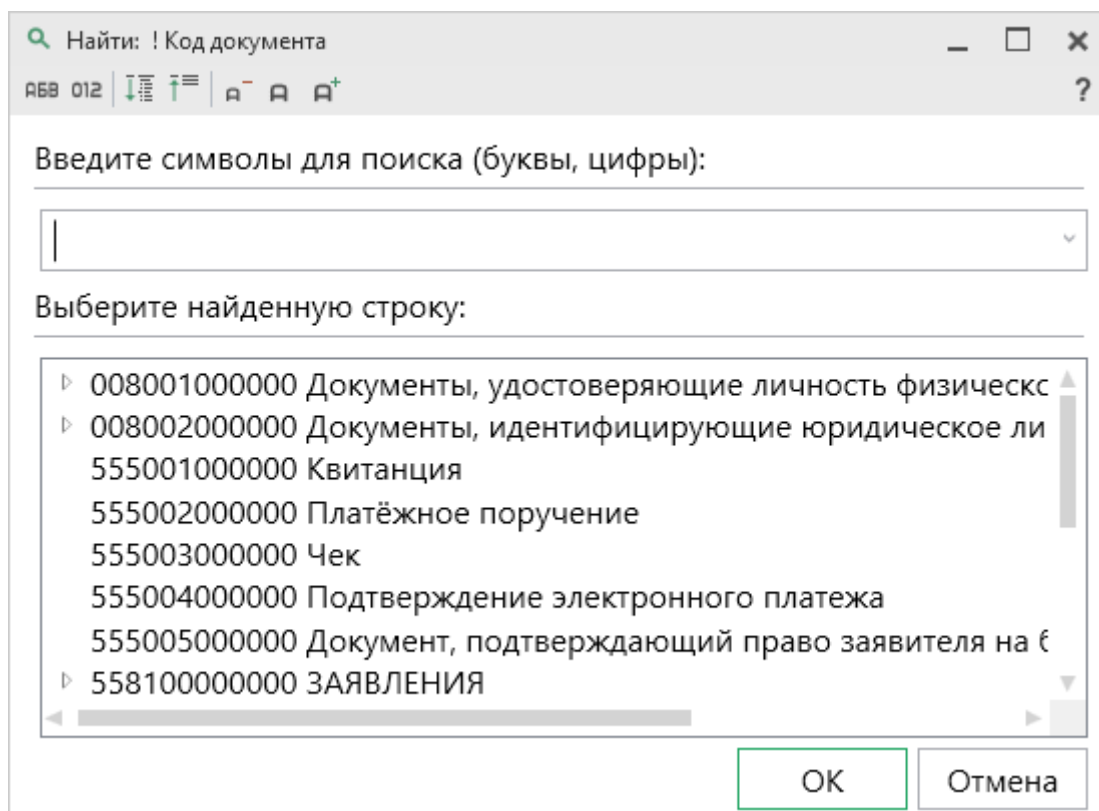 Найти: ! Код документа
АБВ 012 А⁻ А А⁺ ?
Введите символы для поиска (буквы, цифры):
Выберите найденную строку:
008001000000 Документы, удостоверяющие личность физическс
008002000000 Документы, идентифицирующие юридическое ли
555001000000 Квитанция
555002000000 Платёжное поручение
555003000000 Чек
555004000000 Подтверждение электронного платежа
555005000000 Документ, подтверждающий право заявителя на
558100000000 ЗАЯВЛЕНИЯ
ОК Отмена